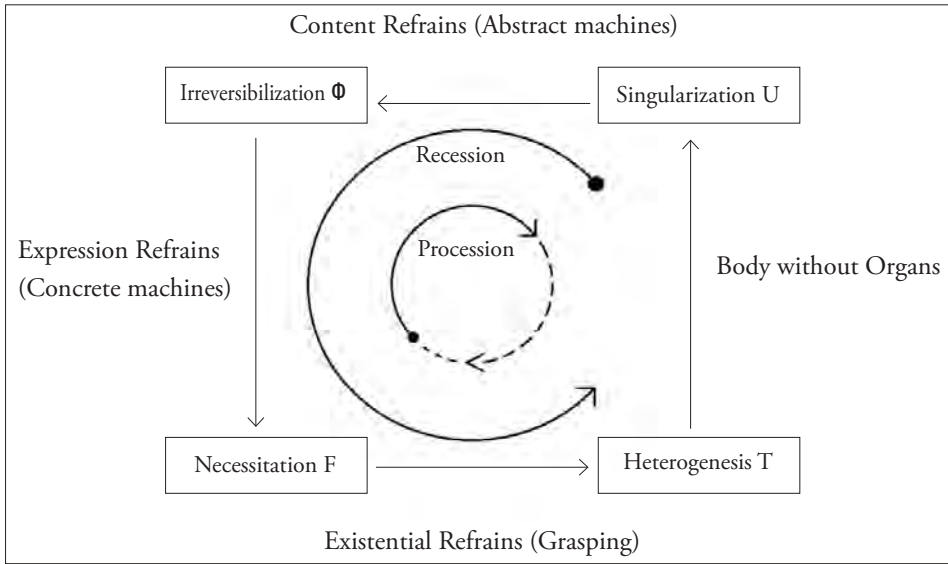 Content Refrains (Abstract machines)
Irreversibilization Φ
Singularization U
Recession
Procession
Expression Refrains
(Concrete machines)
Body without Organs
Necessitation F
Heterogenesis T
Existential Refrains (Grasping)